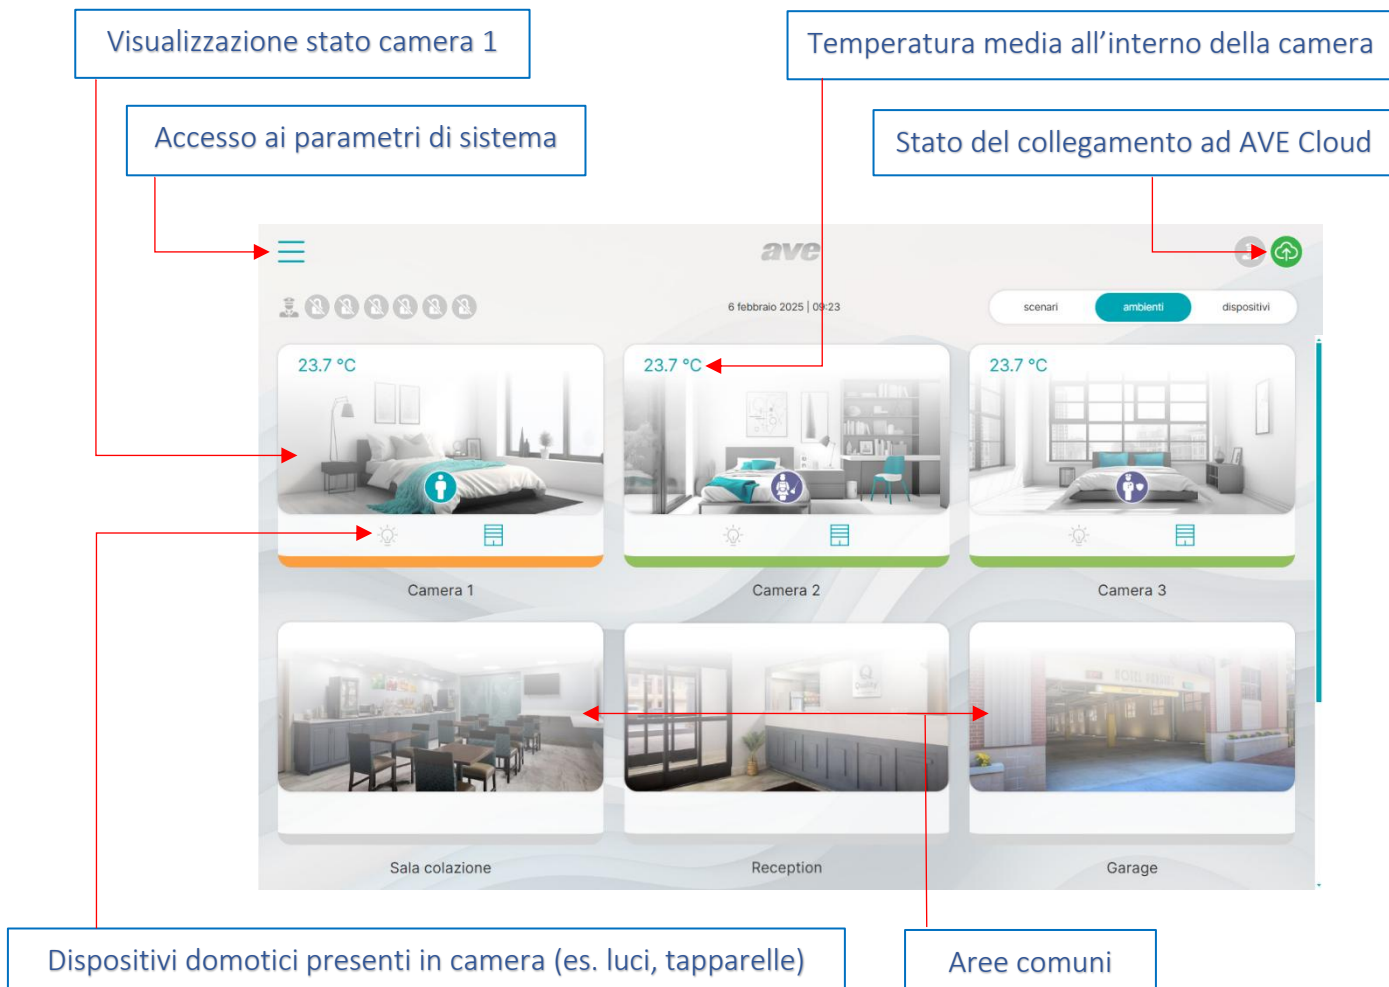 Visualizzazione stato camera 1
Temperatura media all’interno della camera
Accesso ai parametri di sistema
Stato del collegamento ad AVE Cloud
ave
6 febbraio 2025 | 09:23
scenari
ambienti
dispositivi
23.7 °C
23.7 °C
23.7 °C
Camera 1
Camera 2
Camera 3
Quality
Sala colazione
Reception
Garage
Dispositivi domotici presenti in camera (es. luci, tapparelle)
Aree comuni